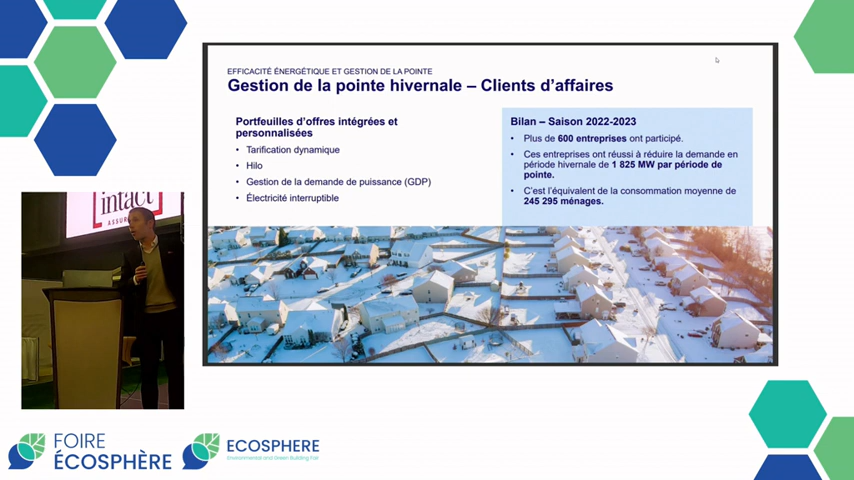 EFFICACITÉ ÉNERGÉTIQUE ET GESTION DE LA POINTE
Gestion de la pointe hivernale – Clients d'affaires
Portfeuilles d'offres intégrées et
personnalisées
• Tarification dynamique
• Hilo
• Gestion de la demande de puissance (GDP)
• Électricité interruptible
Bilan – Saison 2022-2023
• Plus de 600 entreprises ont participé.
• Ces entreprises ont réussi à réduire la demande en
période hivernale de 1 825 MW par période de
pointe.
• C'est l'équivalent de la consommation moyenne de
245 295 ménages.
intact
ASSUR
FOIRE
ÉCOSPHÈRE
ECOSPHERE
Environmental and Green Building Fair